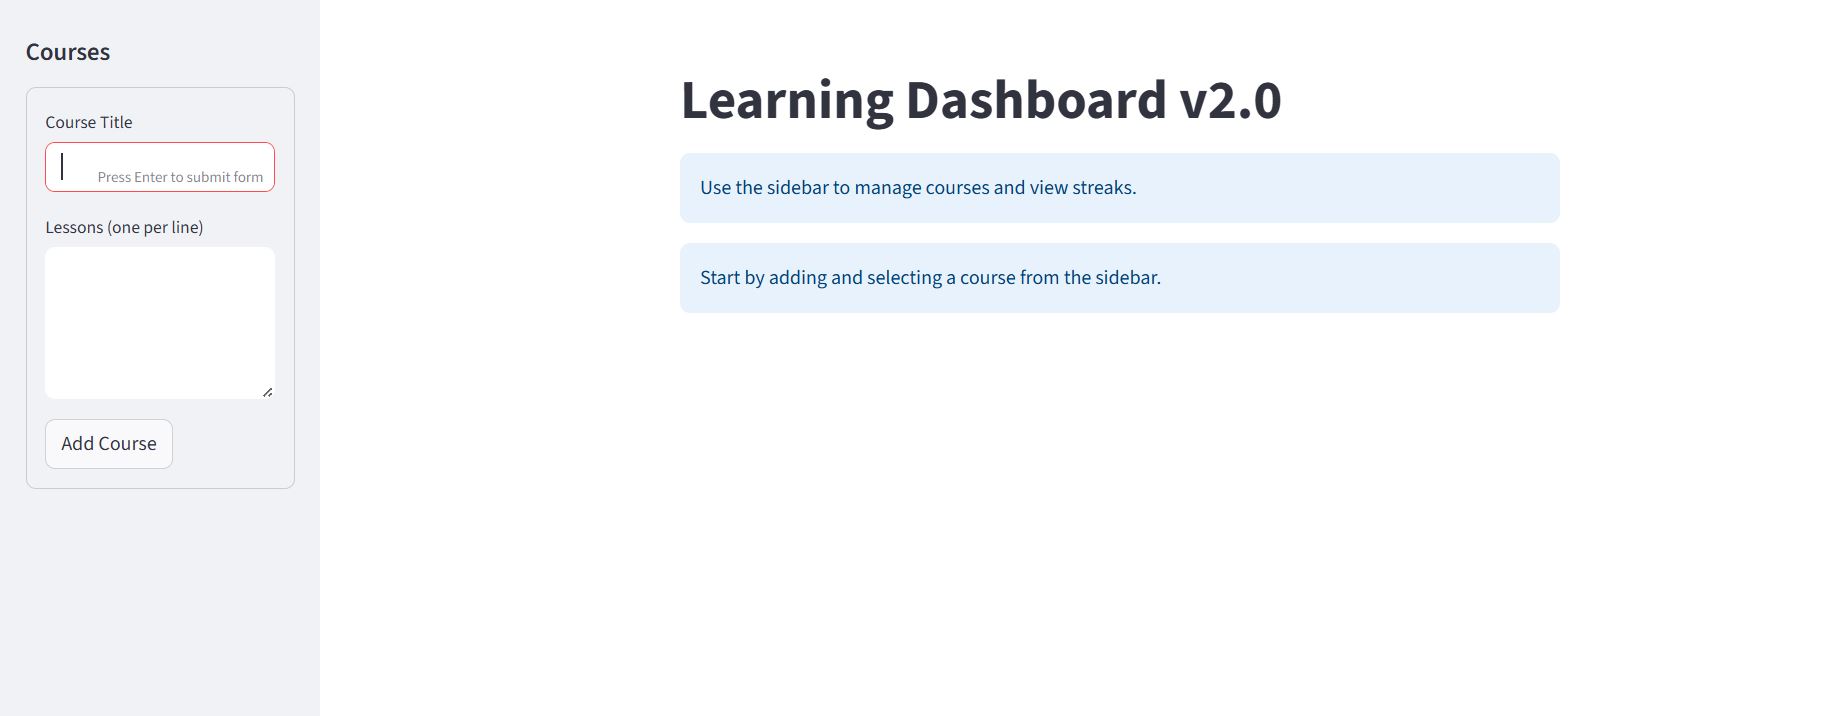 Courses
Course Title
Press Enter to submit form
Lessons (one per line)
Add Course
Learning Dashboard v2.0
Use the sidebar to manage courses and view streaks.
Start by adding and selecting a course from the sidebar.